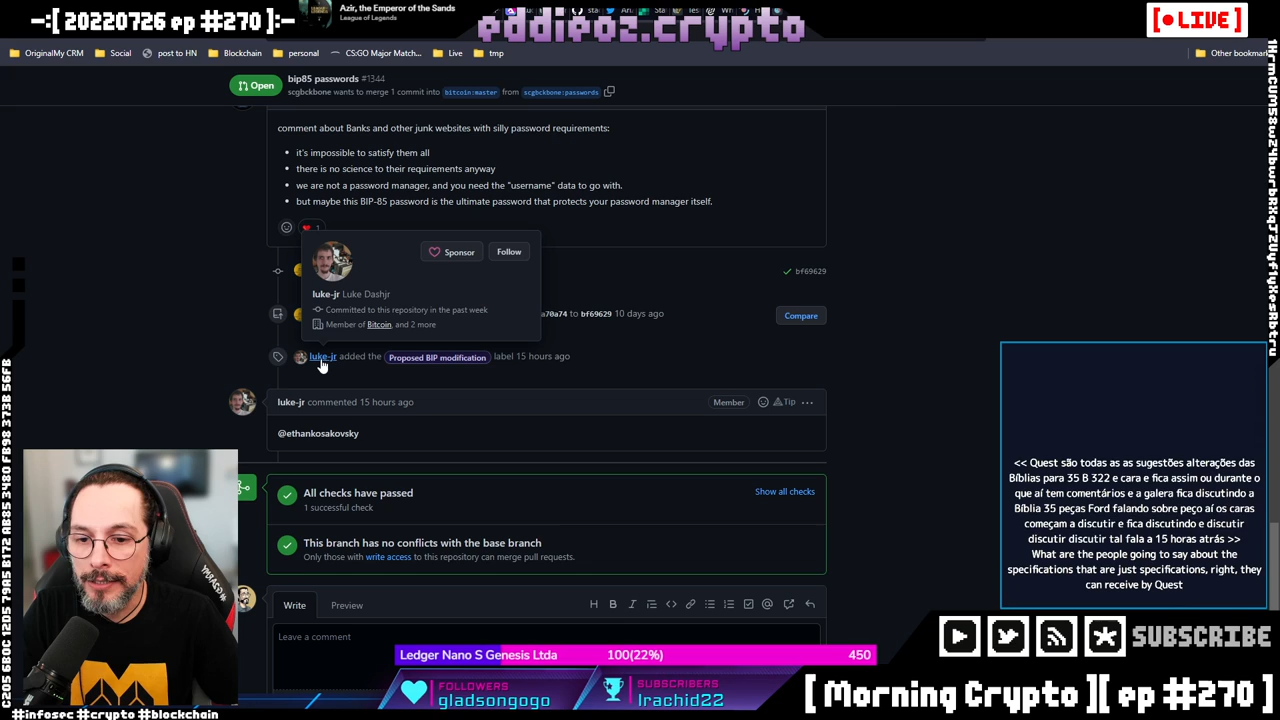 -:[ 20220726 ep #270 ]:-
Azir, the Emperor of the Sands
League of Legends
eddieoz.crypto
[● LIVE]
OriginalMy CRM
Social
post to HN
Blockchain
personal
CS:GO Major Match...
Live
tmp
Other bookmar
Open
bip85 passwords #1344
scgbckbone wants to merge 1 commit into bitcoin:master from scgbckbone:passwords
comment about Banks and other junk websites with silly password requirements:
• it's impossible to satisfy them all
• there is no science to their requirements anyway
• we are not a password manager, and you need the "username" data to go with.
• but maybe this BIP-85 password is the ultimate password that protects your password manager itself.
1
Sponsor
Follow
luke-jr Luke Dashjr
Committed to this repository in the past week
Member of Bitcoin, and 2 more
bf69629
a70a74 to bf69629 10 days ago
Compare
luke-jr added the Proposed BIP modification label 15 hours ago
luke-jr commented 15 hours ago
Member
Tip
@ethankosakovsky
All checks have passed
1 successful check
Show all checks
This branch has no conflicts with the base branch
Only those with write access to this repository can merge pull requests.
Write
Preview
Leave a comment
<< Quest são todas as as sugestões alterações das
Bíblias para 35 B 322 e cara e fica assim ou durante o
que aí tem comentários e a galera fica discutindo a
Bíblia 35 peças Ford falando sobre peço aí os caras
começam a discutir e fica discutindo e discutir
discutir discutir tal fala a 15 horas atrás >>
What are the people going to say about the
specifications that are just specifications, right, they
can receive by Quest
SUBSCRIBE
Ledger Nano S Genesis Ltda
100(22%)
450
FOLLOWERS
gladsongogo
SUBSCRIBERS
lrachid22
[ Morning Crypto ][ ep #270 ]
#infosec #crypto #blockchain